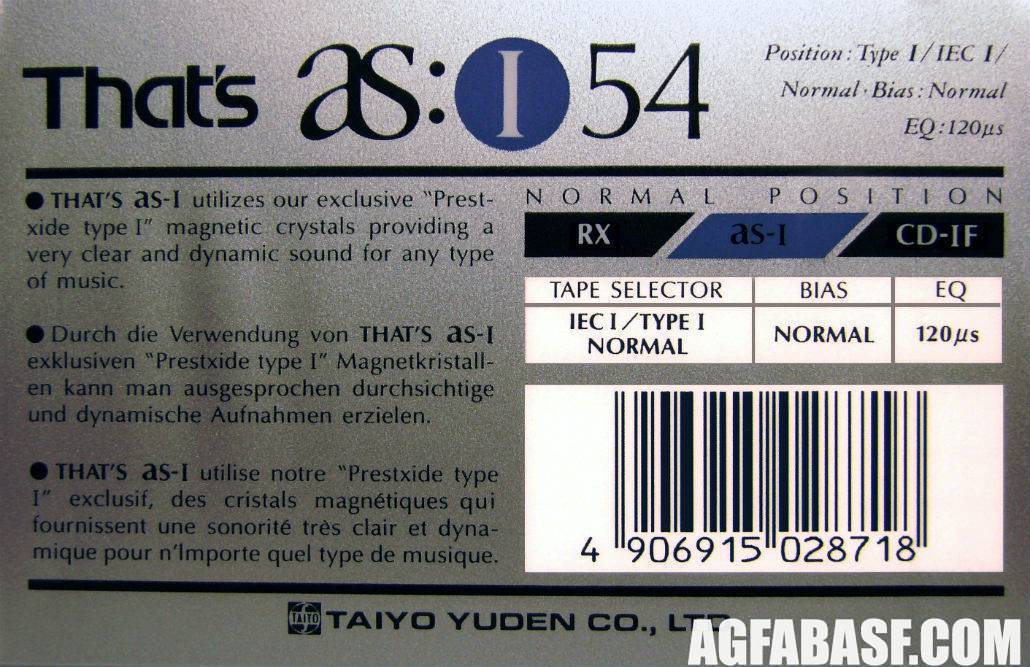 That's as: I 54
Position : Type I / IEC I /
Normal · Bias : Normal
EQ : 120µs
● THAT'S as-I utilizes our exclusive "Prest-
xide type I" magnetic crystals providing a
very clear and dynamic sound for any type
of music.
● Durch die Verwendung von THAT'S as-I
exklusiven "Prestxide type I" Magnetkristall-
en kann man ausgesprochen durchsichtige
und dynamische Aufnahmen erzielen.
● THAT'S as-I utilise notre "Prestxide type
I" exclusif, des cristals magnétiques qui
fournissent une sonorité très clair et dyna-
mique pour n'Importe quel type de musique.
NORMAL POSITION
RX as-I CD-IF
TAPE SELECTOR BIAS EQ
IEC I / TYPE I
NORMAL NORMAL 120µs
4 906915 028718
TAIYO TAIYO YUDEN CO., LTD
AGFABASF.COM